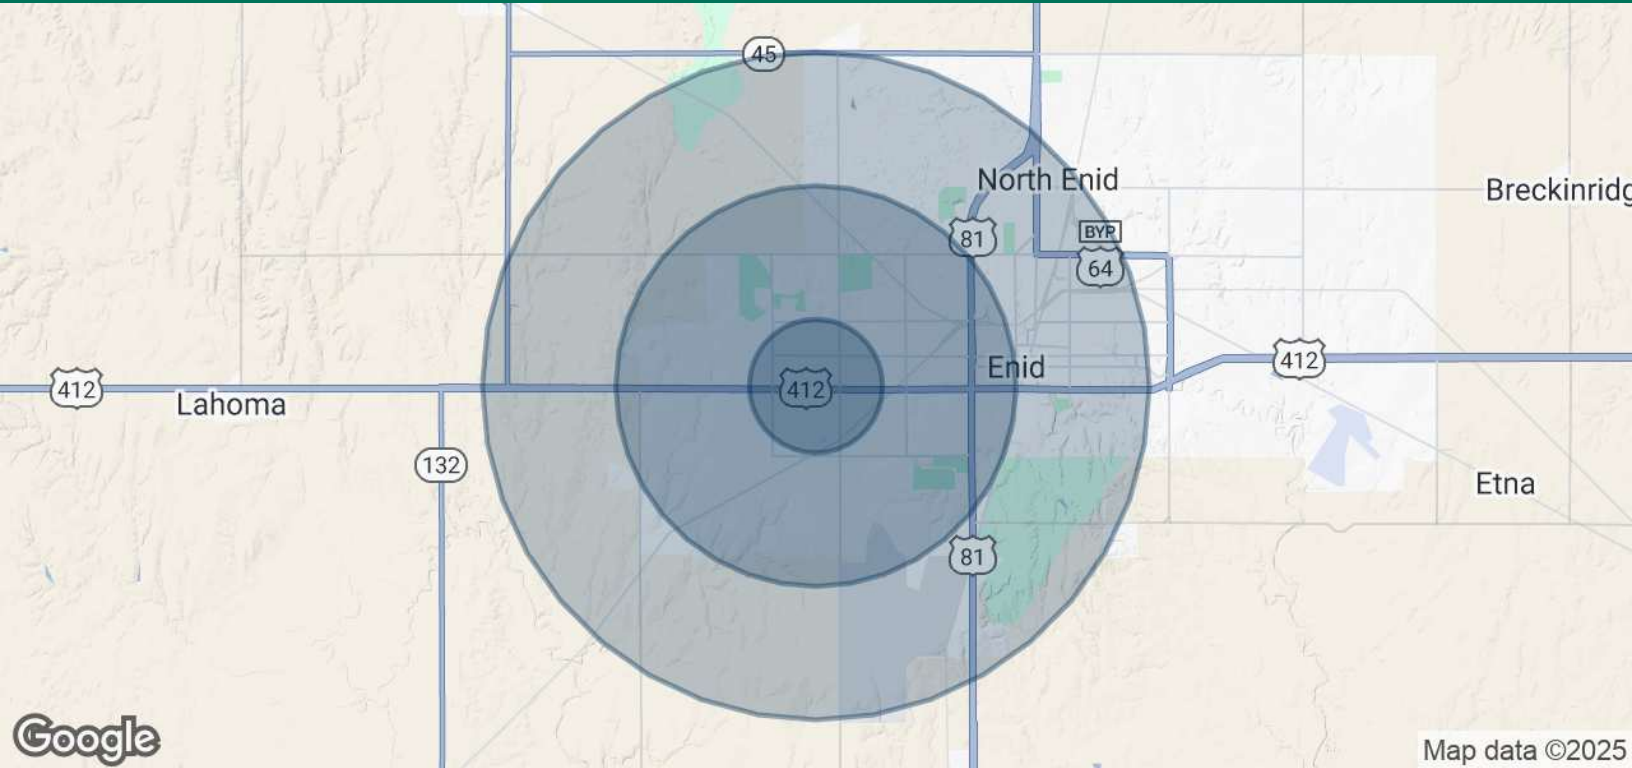 45
North Enid
Breckinridg
BYP
81
64
Enid
412
412
412
Lahoma
132
Etna
81
Google
Map data ©2025